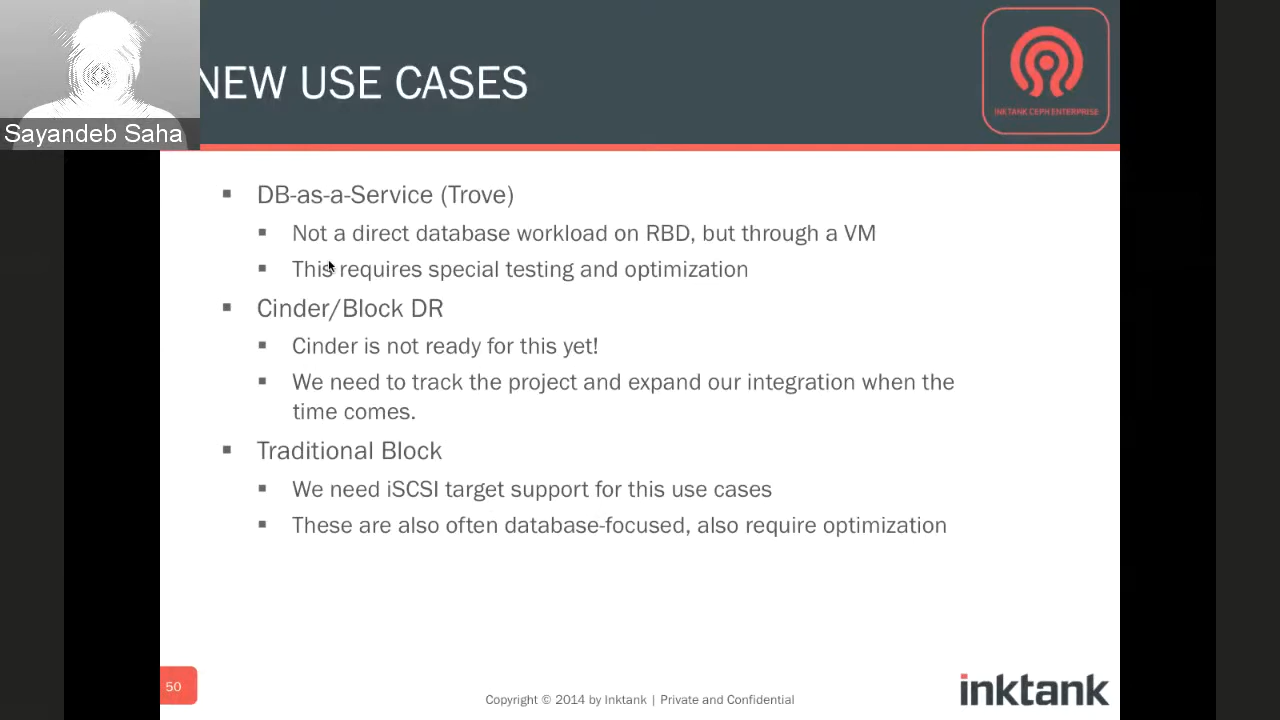 NEW USE CASES
INKTANK CEPH ENTERPRISE
Sayandeb Saha
DB-as-a-Service (Trove)
Not a direct database workload on RBD, but through a VM
This requires special testing and optimization
Cinder/Block DR
Cinder is not ready for this yet!
We need to track the project and expand our integration when the
time comes.
Traditional Block
We need iSCSI target support for this use cases
These are also often database-focused, also require optimization
50
Copyright © 2014 by Inktank | Private and Confidential
inktank